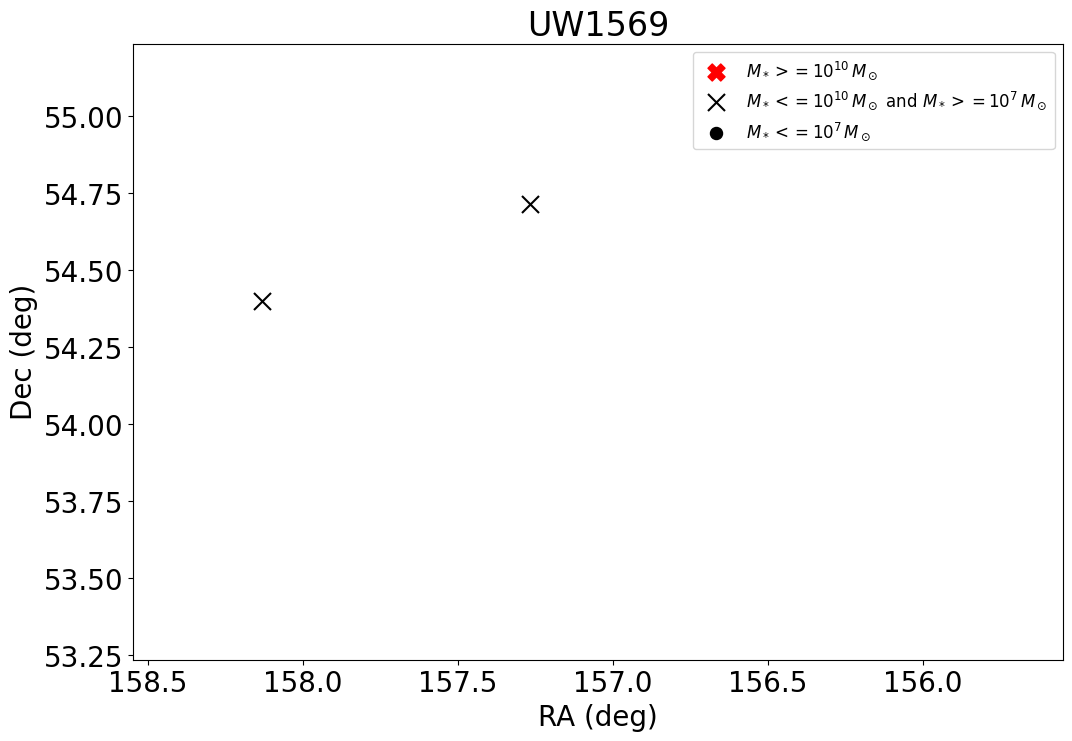 UW1569
M* >= 10^10 M⊙
M* <= 10^10 M⊙ and M* >= 10^7 M⊙
M* <= 10^7 M⊙
55.00
54.75
54.50
54.25
54.00
53.75
53.50
53.25
Dec (deg)
158.5 158.0 157.5 157.0 156.5 156.0
RA (deg)